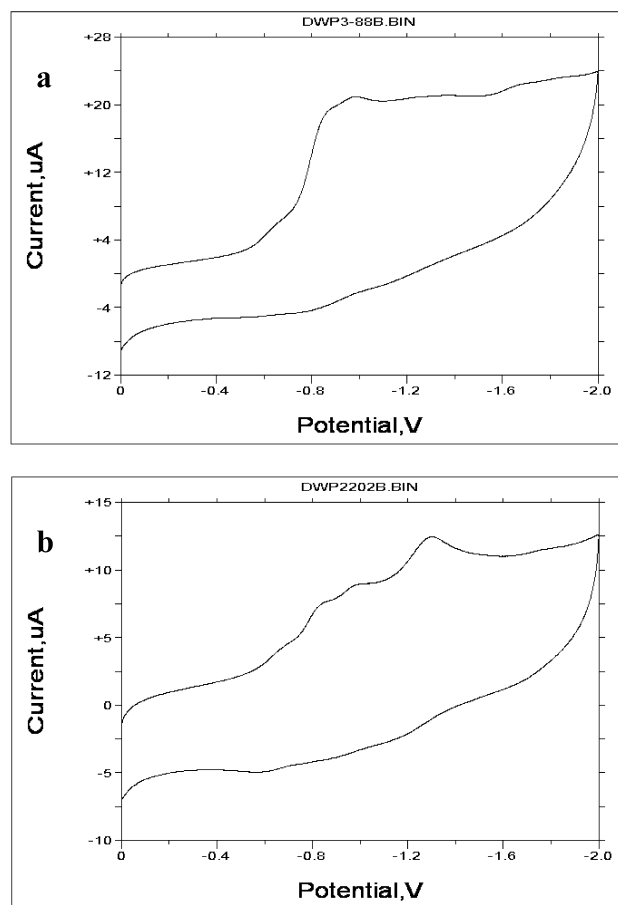 DWP3-88B.BIN
a
+28
+20
+12
+4
-4
-12
Current,uA
0 -0.4 -0.8 -1.2 -1.6 -2.0
Potential,V
DWP2202B.BIN
b
+15
+10
+5
0
-5
-10
Current,uA
0 -0.4 -0.8 -1.2 -1.6 -2.0
Potential,V